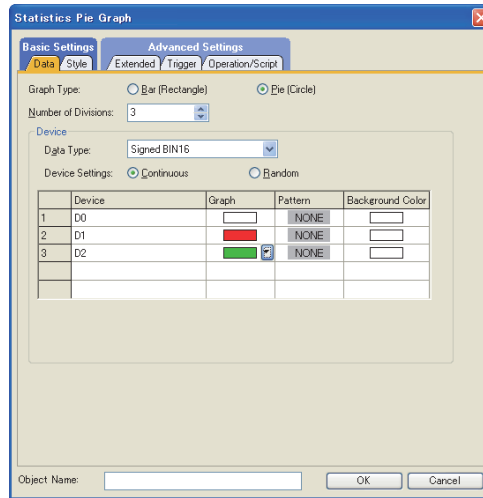 Statistics Pie Graph
Basic Settings Advanced Settings
Data Style Extended Trigger Operation/Script
Graph Type: Bar (Rectangle) Pie (Circle)
Number of Divisions: 3
Device
Data Type: Signed BIN16
Device Settings: Continuous Random
Device Graph Pattern Background Color
1 D0 NONE
2 D1 NONE
3 D2 NONE
Object Name: OK Cancel